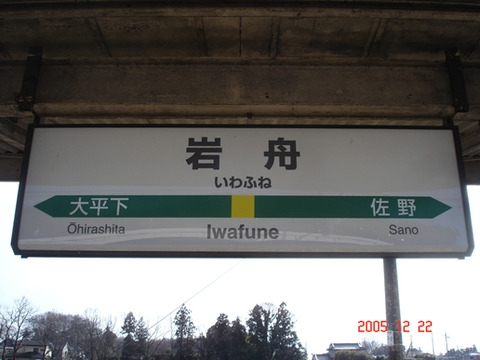 岩舟
いわふね
大平下 佐野
Ōhirashita Iwafune Sano
2005 12 22